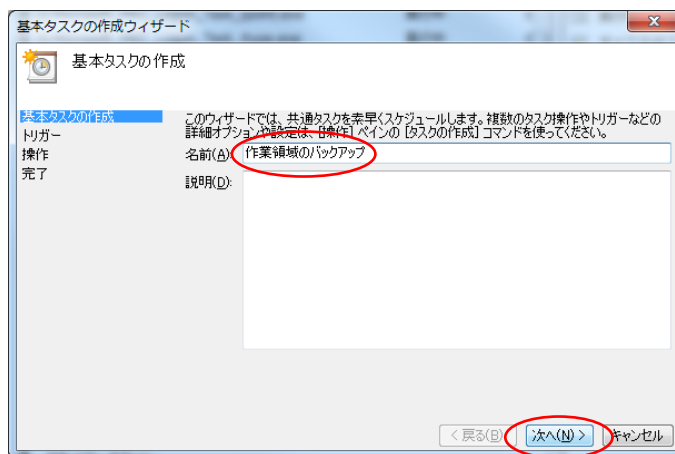 基本タスクの作成ウィザード
基本タスクの作成
基本タスクの作成
トリガー
操作
完了
このウィザードでは、共通タスクを素早くスケジュールします。複数のタスク操作やトリガーなどの
詳細オプションや設定は、[操作] ペインの [タスクの作成] コマンドを使ってください。
名前(A): 作業領域のバックアップ
説明(D):
< 戻る(B) 次へ(N) > キャンセル